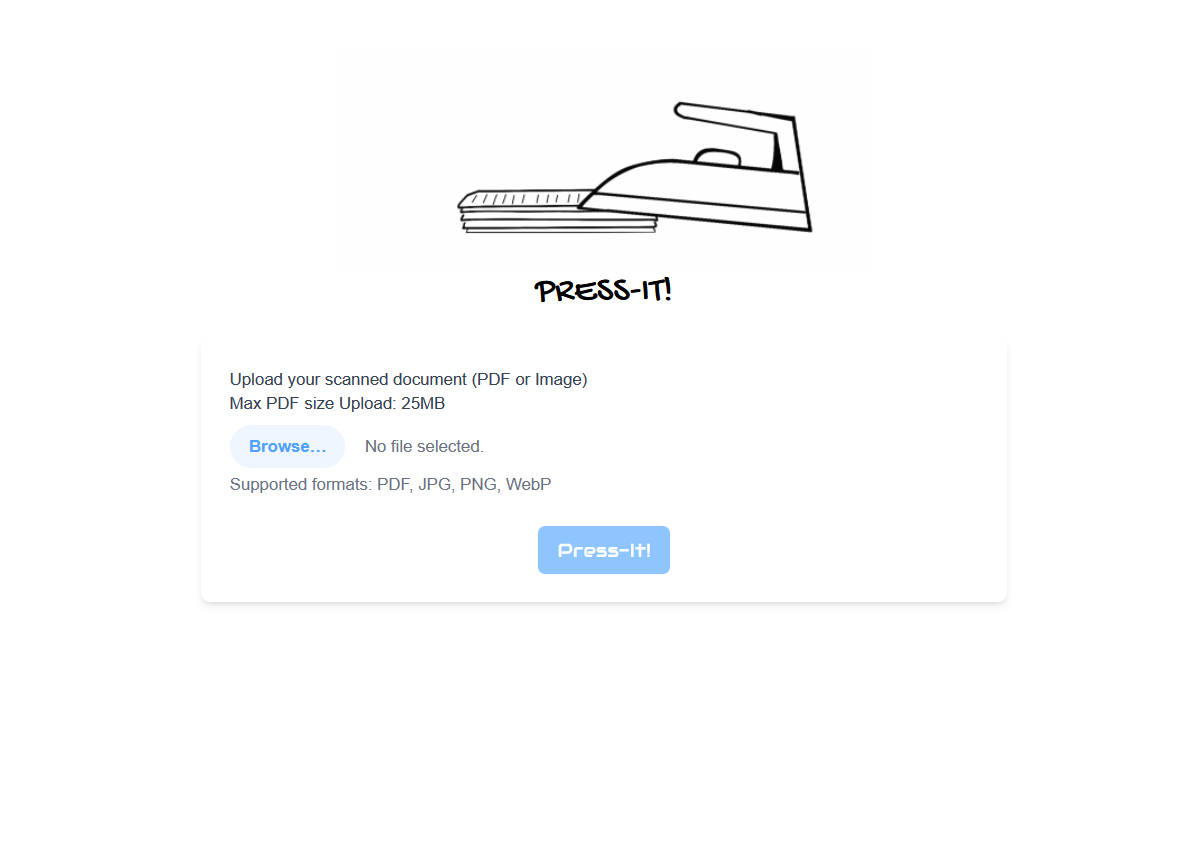 PRESS-IT!
Upload your scanned document (PDF or Image)
Max PDF size Upload: 25MB
Browse... No file selected.
Supported formats: PDF, JPG, PNG, WebP
Press-It!